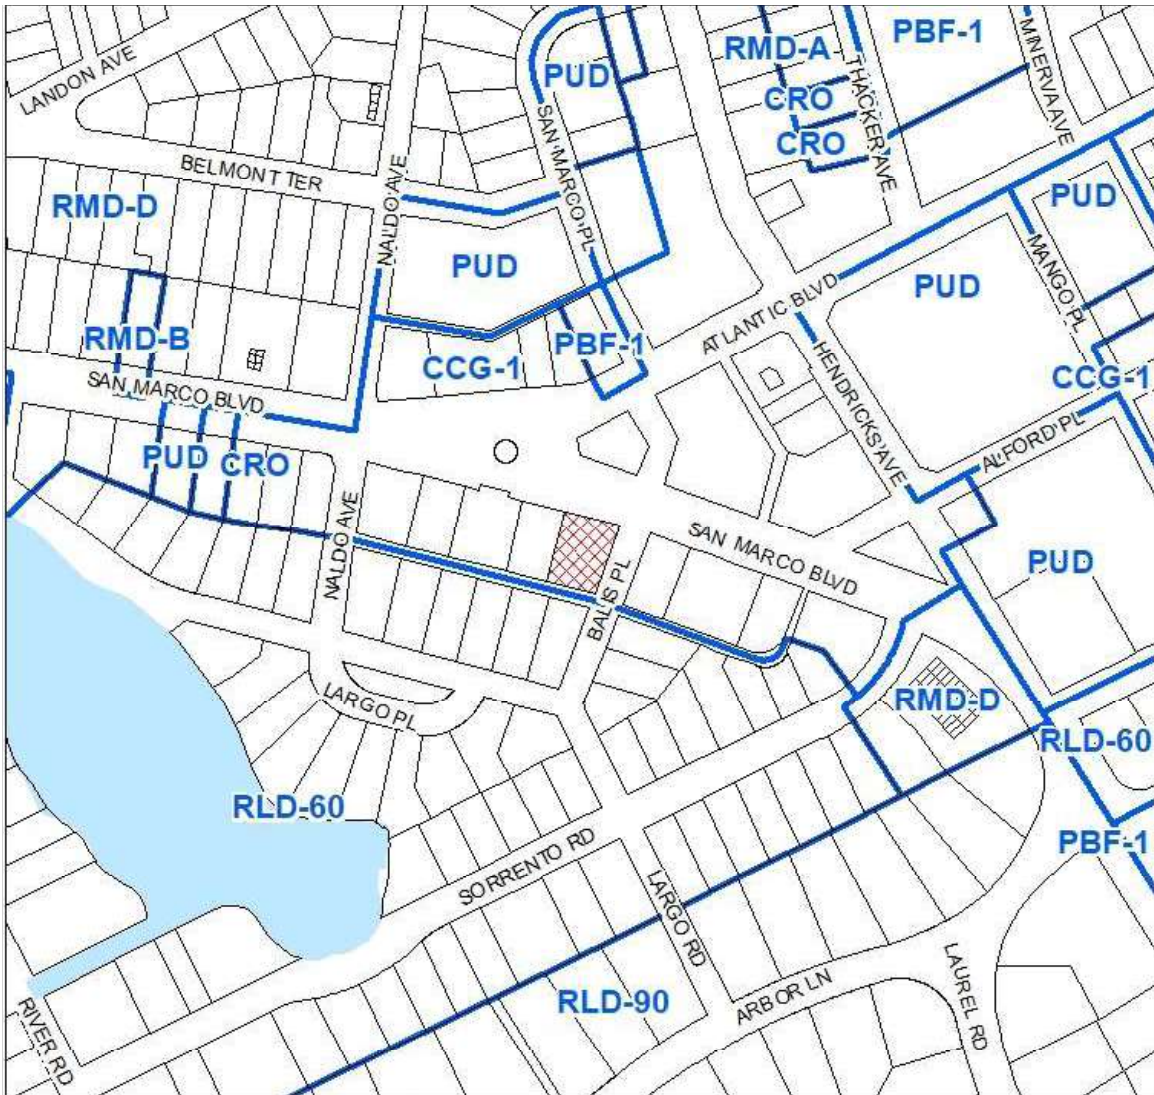 PBF-1
MINERVA AVE
RMD-A
LANDON AVE
PUD
THACKER AVE
CRO
SAN MARCO PL
CRO
BELMONT TER
NALDO AVE
RMD-D
PUD
MANGO PL
PUD
PUD
ATLANTIC BLVD
RMD-B
PBF-1
CCG-1
HENDRICKS AVE
CCG-1
SAN MARCO BLVD
ALFORD PL
PUD
CRO
NALDO AVE
SAN MARCO BLVD
PUD
BALIS PL
LARGO PL
RMD-D
RLD-60
RLD-60
PBF-1
SORRENTO RD
LARGO RD
RLD-90
ARBOR LN
LAUREL RD
RIVER RD